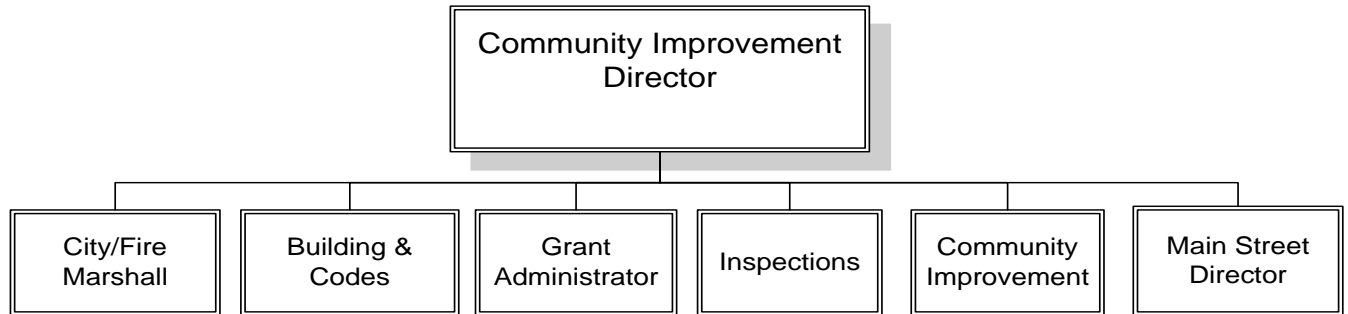 Community Improvement
Director
City/Fire
Marshall
Building &
Codes
Grant
Administrator
Inspections
Community
Improvement
Main Street
Director